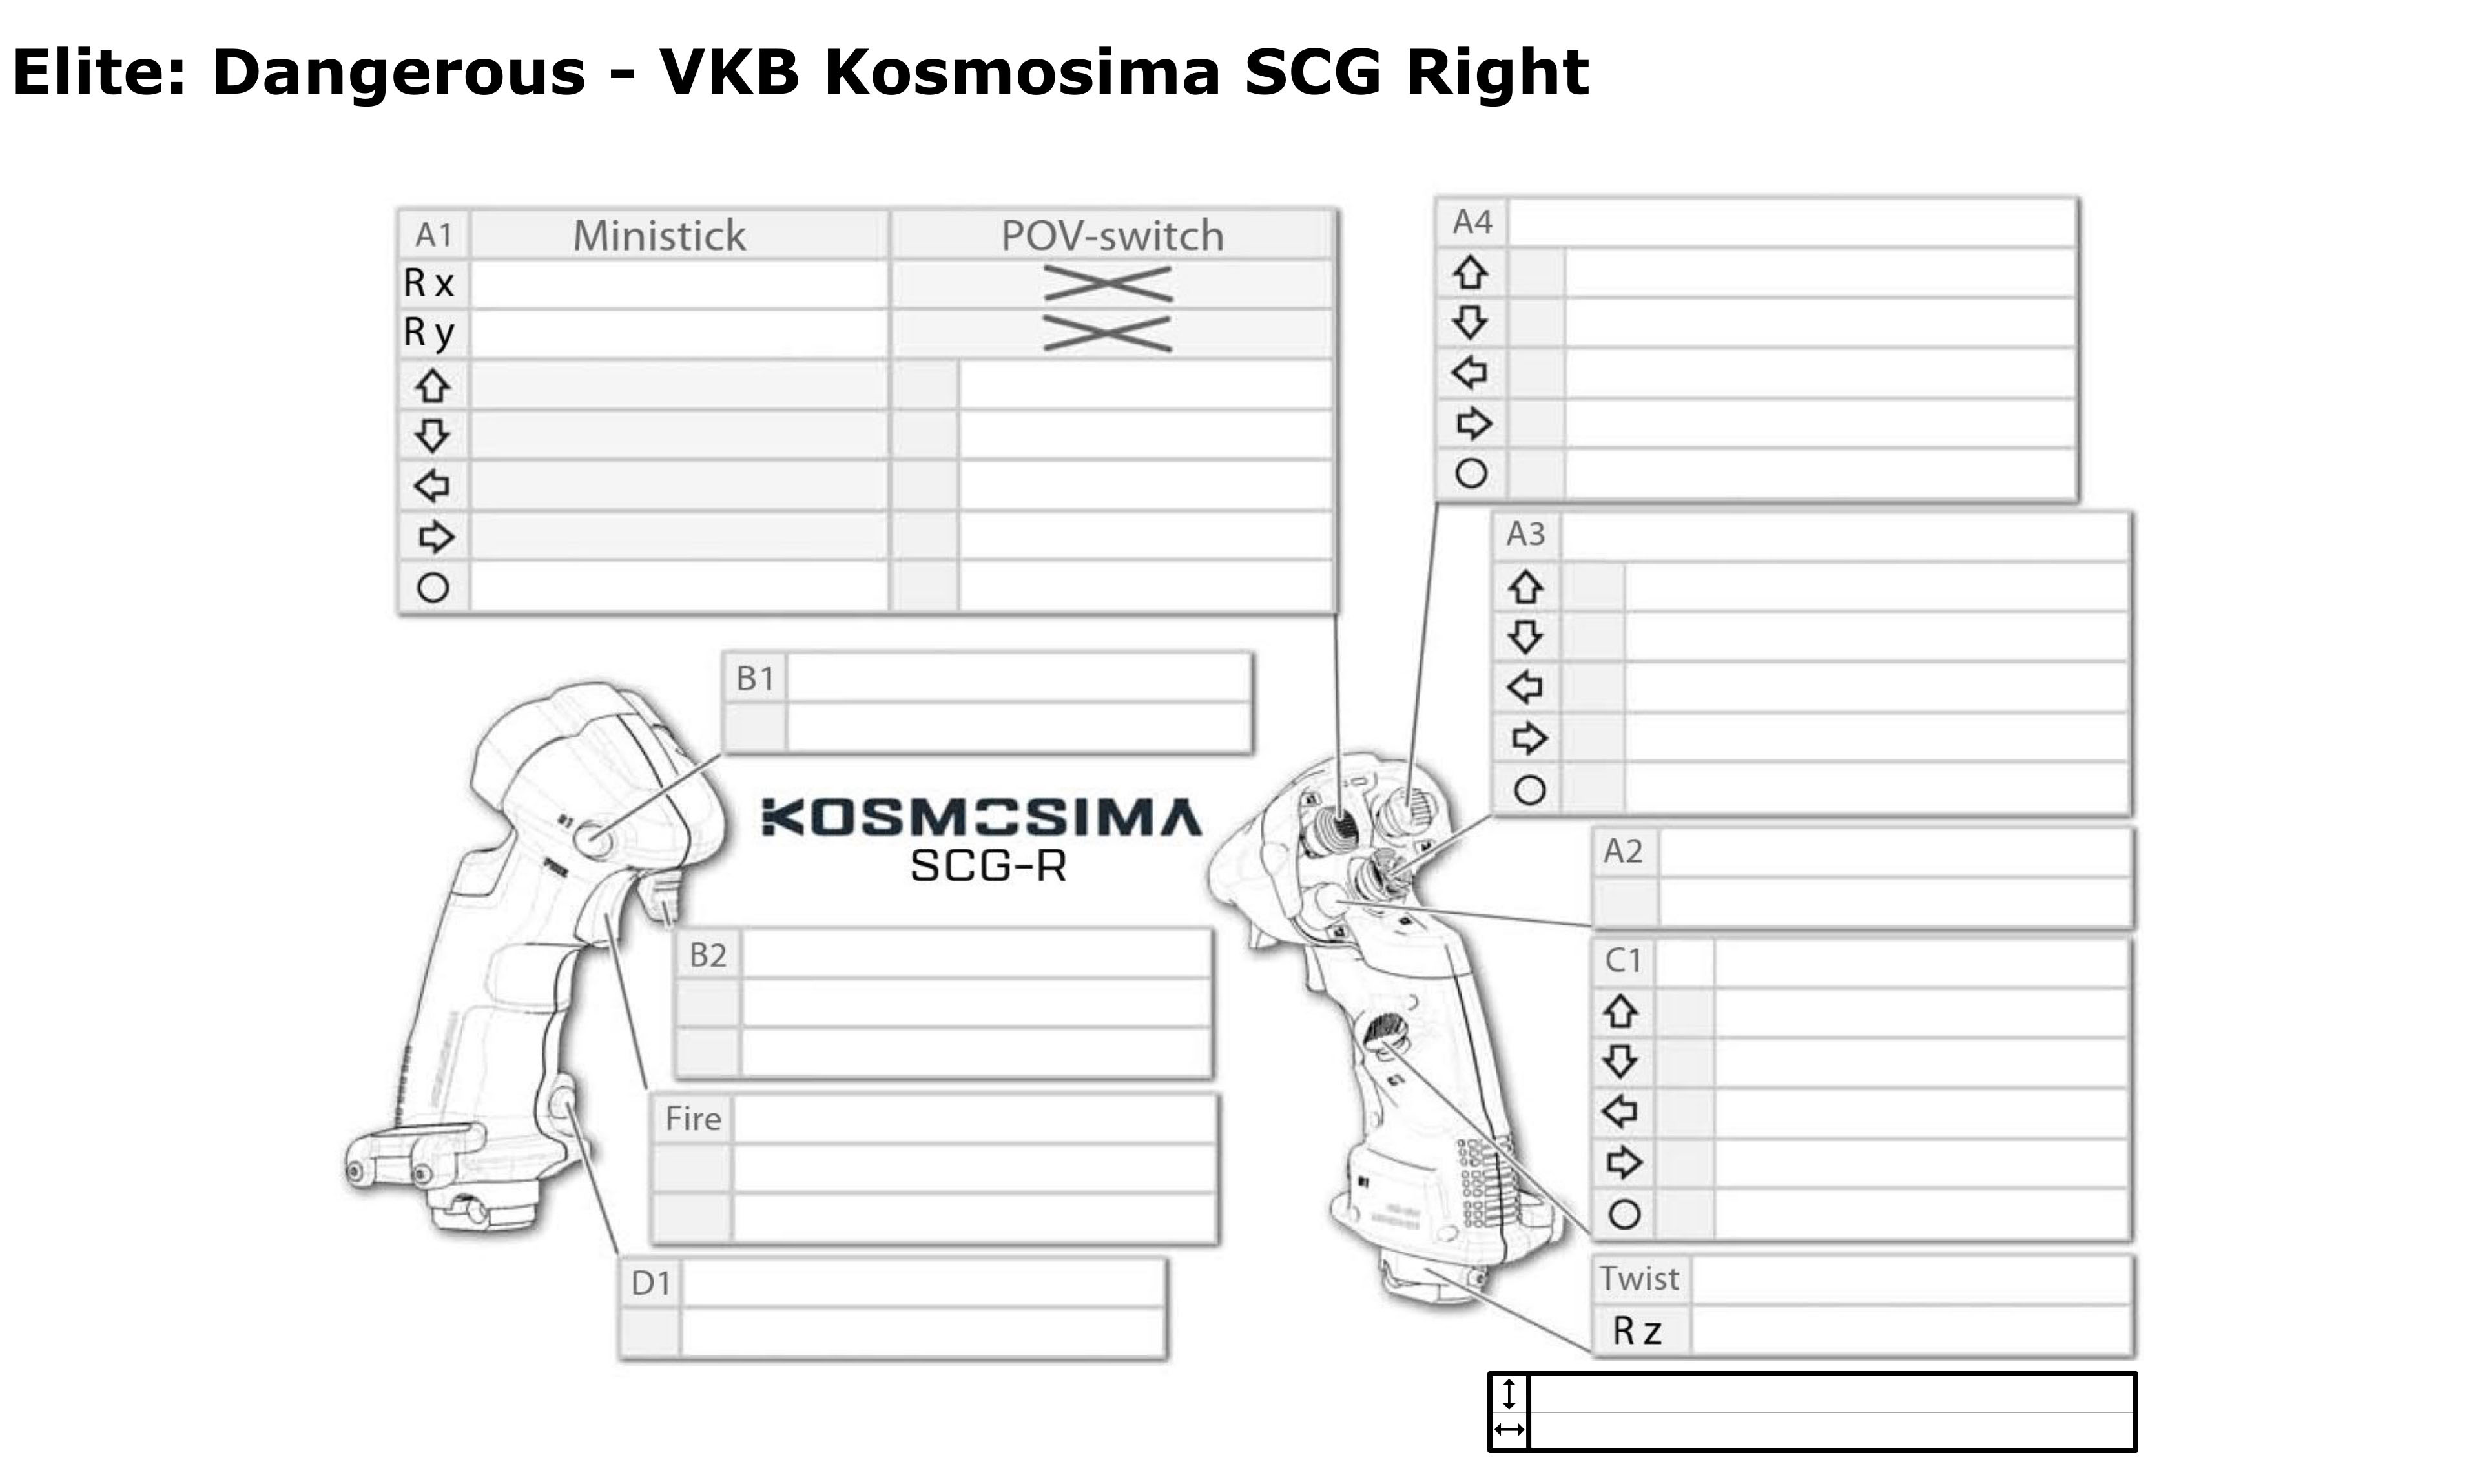 Elite: Dangerous - VKB Kosmosima SCG Right
A1 Ministick POV-switch
R x
R y
A4
A3
B1
KOSMOSIMA
SCG-R
A2
B2
C1
Fire
D1
Twist
R z